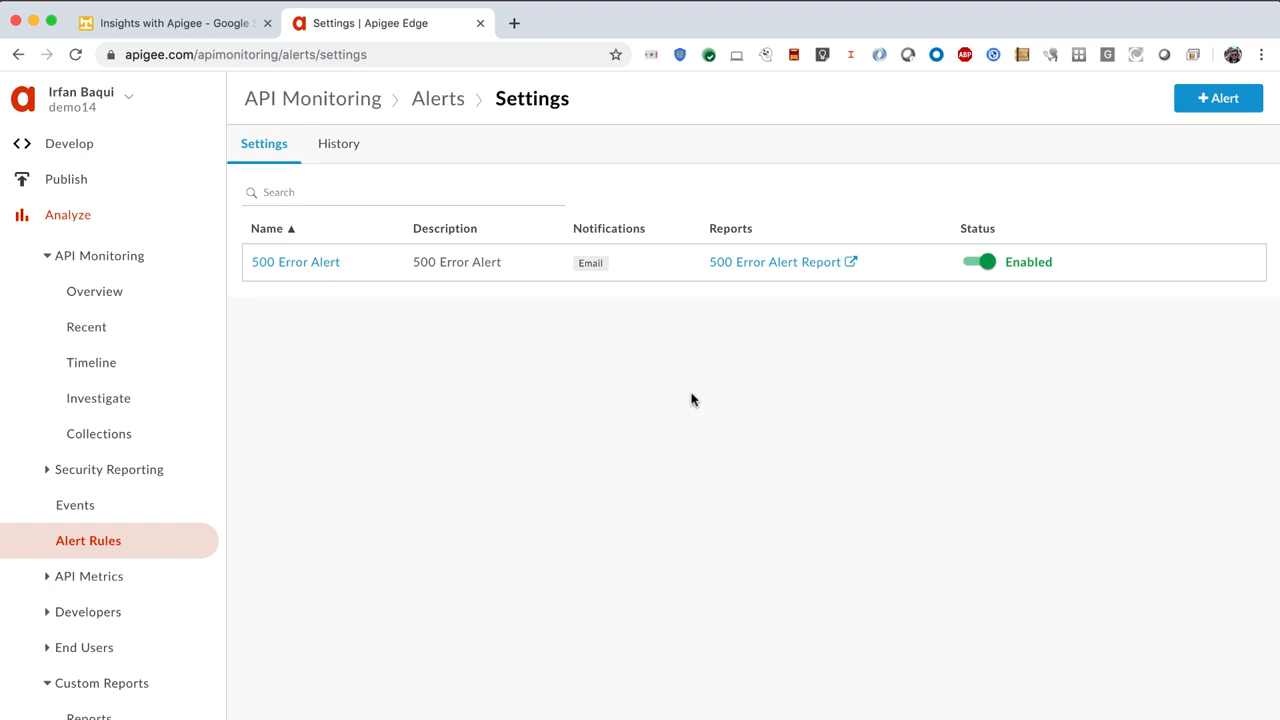 Insights with Apigee - Google S
Settings | Apigee Edge
apigee.com/apimonitoring/alerts/settings
ABP
G
Irfan Baqui
demo14
API Monitoring
Alerts
Settings
+ Alert
Develop
Publish
Analyze
API Monitoring
Overview
Recent
Timeline
Investigate
Collections
Security Reporting
Events
Alert Rules
API Metrics
Developers
End Users
Custom Reports
Reports
Settings
History
Search
Name ▲
Description
Notifications
Reports
Status
500 Error Alert
500 Error Alert
Email
500 Error Alert Report
Enabled